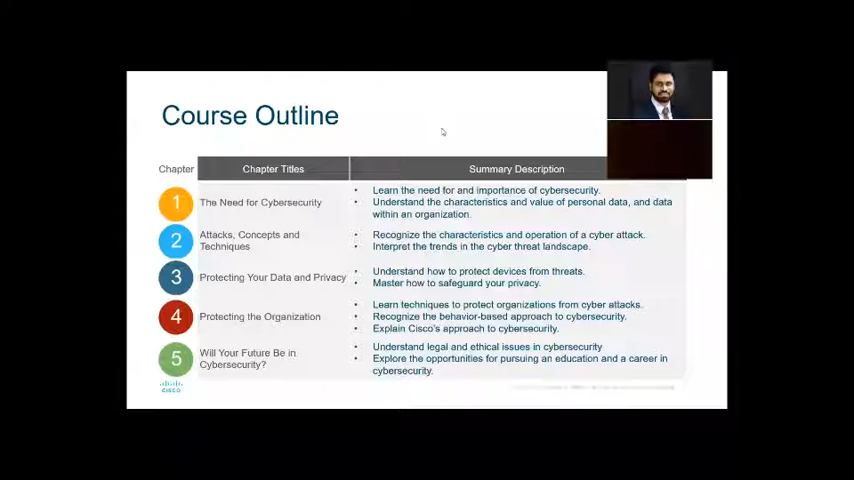 Course Outline
Chapter
Chapter Titles
Summary Description
1
The Need for Cybersecurity
• Learn the need for and importance of cybersecurity.
• Understand the characteristics and value of personal data, and data
within an organization.
2
Attacks, Concepts and
Techniques
• Recognize the characteristics and operation of a cyber attack.
• Interpret the trends in the cyber threat landscape.
3
Protecting Your Data and Privacy
• Understand how to protect devices from threats.
• Master how to safeguard your privacy.
4
Protecting the Organization
• Learn techniques to protect organizations from cyber attacks.
• Recognize the behavior-based approach to cybersecurity.
• Explain Cisco's approach to cybersecurity.
5
Will Your Future Be in
Cybersecurity?
• Understand legal and ethical issues in cybersecurity
• Explore the opportunities for pursuing an education and a career in
cybersecurity.
CISCO